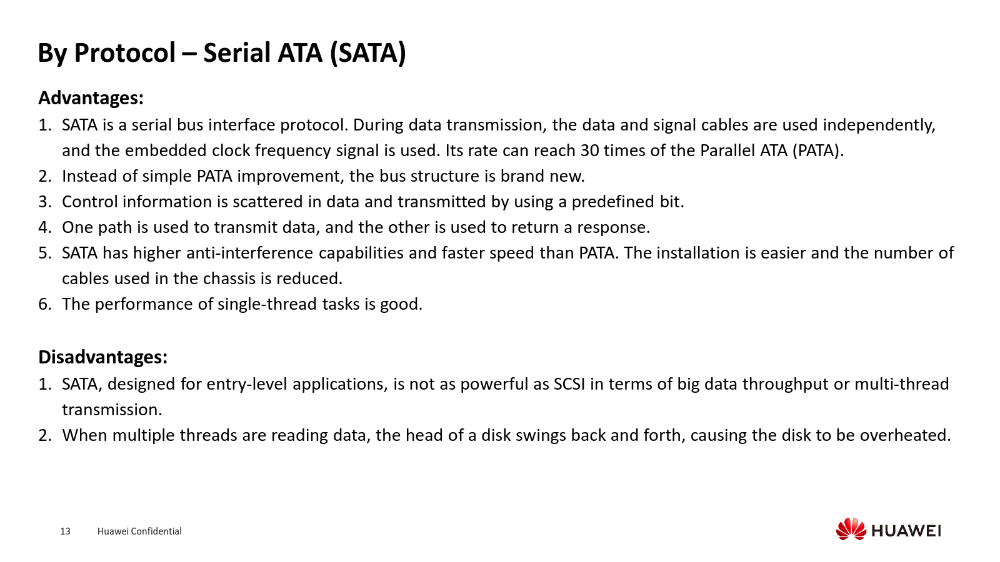 By Protocol – Serial ATA (SATA)
Advantages:
1. SATA is a serial bus interface protocol. During data transmission, the data and signal cables are used independently,
and the embedded clock frequency signal is used. Its rate can reach 30 times of the Parallel ATA (PATA).
2. Instead of simple PATA improvement, the bus structure is brand new.
3. Control information is scattered in data and transmitted by using a predefined bit.
4. One path is used to transmit data, and the other is used to return a response.
5. SATA has higher anti-interference capabilities and faster speed than PATA. The installation is easier and the number of
cables used in the chassis is reduced.
6. The performance of single-thread tasks is good.
Disadvantages:
1. SATA, designed for entry-level applications, is not as powerful as SCSI in terms of big data throughput or multi-thread
transmission.
2. When multiple threads are reading data, the head of a disk swings back and forth, causing the disk to be overheated.
13 Huawei Confidential
HUAWEI